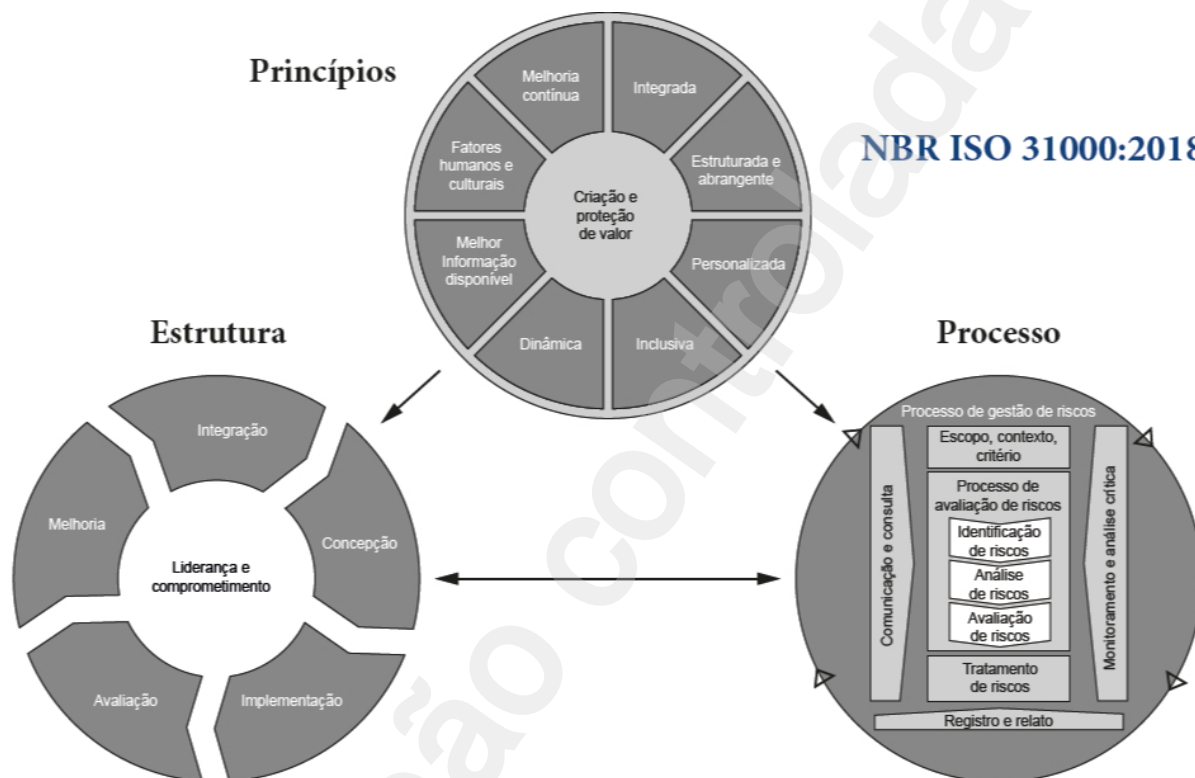 Princípios
NBR ISO 31000:2018
Melhoria
contínua
Integrada
Fatores
humanos e
culturais
Estruturada e
abrangente
Criação e
proteção
de valor
Melhor
Informação
disponível
Personalizada
Dinâmica
Inclusiva
Estrutura
Integração
Melhoria
Concepção
Liderança e
comprometimento
Avaliação
Implementação
Processo
Processo de gestão de riscos
Escopo, contexto,
critério
Comunicação e consulta
Processo de
avaliação de riscos
Identificação
de riscos
Análise
de riscos
Avaliação
de riscos
Monitoramento e análise crítica
Tratamento
de riscos
Registro e relato
ão controlada